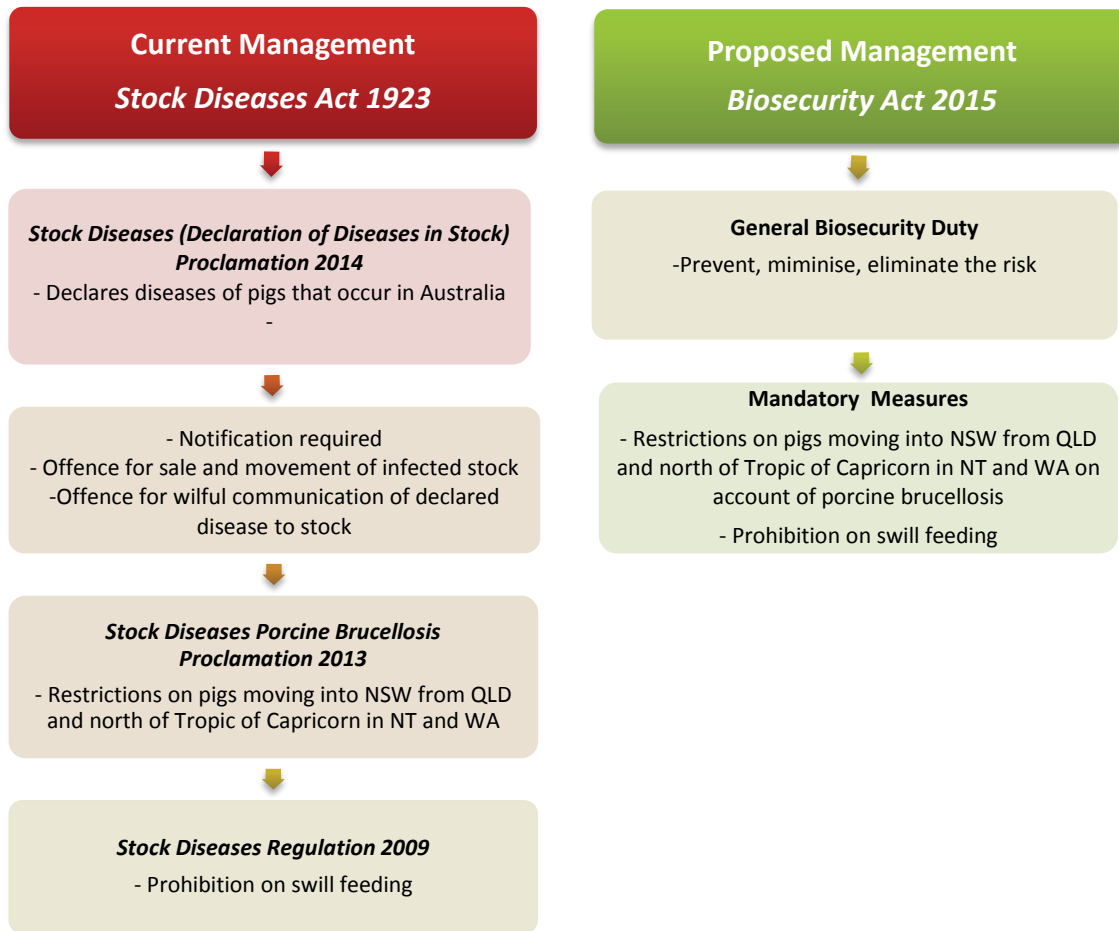 Current Management
Stock Diseases Act 1923
Stock Diseases (Declaration of Diseases in Stock)
Proclamation 2014
- Declares diseases of pigs that occur in Australia
-
- Notification required
- Offence for sale and movement of infected stock
-Offence for wilful communication of declared
disease to stock
Stock Diseases Porcine Brucellosis
Proclamation 2013
- Restrictions on pigs moving into NSW from QLD
and north of Tropic of Capricorn in NT and WA
Stock Diseases Regulation 2009
- Prohibition on swill feeding
Proposed Management
Biosecurity Act 2015
General Biosecurity Duty
-Prevent, miminise, eliminate the risk
Mandatory Measures
- Restrictions on pigs moving into NSW from QLD
and north of Tropic of Capricorn in NT and WA on
account of porcine brucellosis
- Prohibition on swill feeding